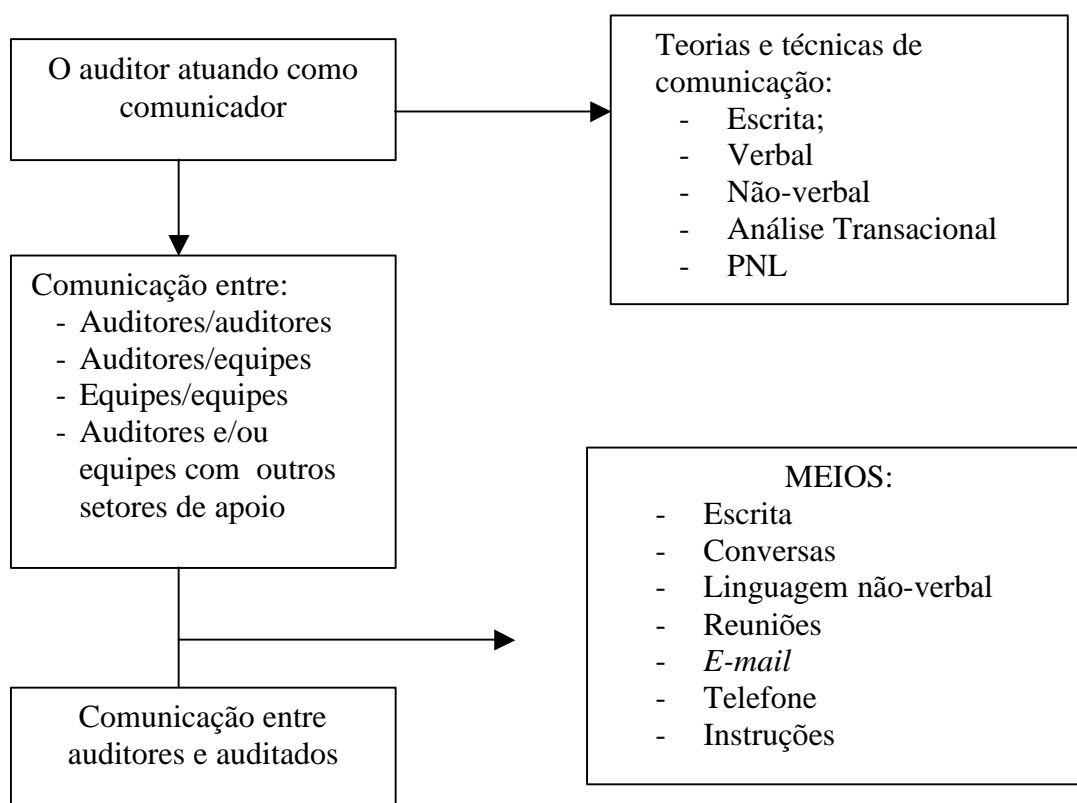 O auditor atuando como
comunicador
Teorias e técnicas de
comunicação:
- Escrita;
- Verbal
- Não-verbal
- Análise Transacional
- PNL
Comunicação entre:
- Auditores/auditores
- Auditores/equipes
- Equipes/equipes
- Auditores e/ou
equipes com outros
setores de apoio
MEIOS:
- Escrita
- Conversas
- Linguagem não-verbal
- Reuniões
- E-mail
- Telefone
- Instruções
Comunicação entre
auditores e auditados